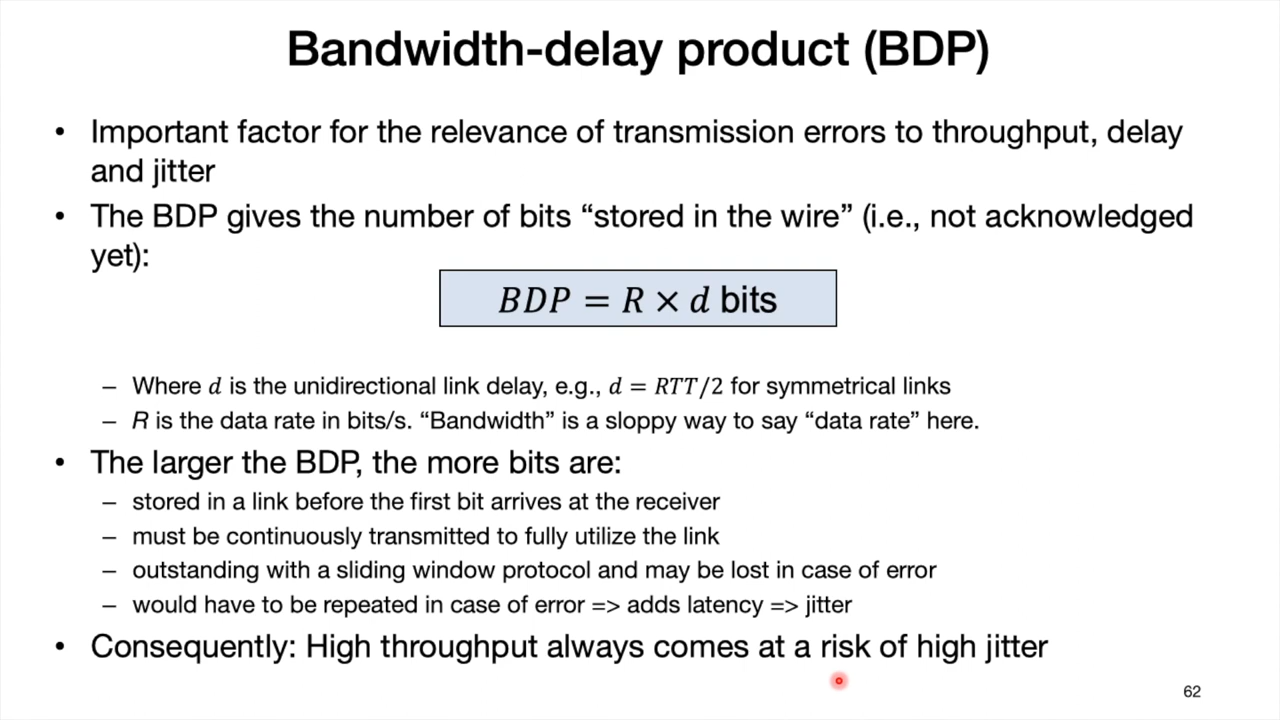 Bandwidth-delay product (BDP)
• Important factor for the relevance of transmission errors to throughput, delay
and jitter
• The BDP gives the number of bits “stored in the wire” (i.e., not acknowledged
yet):
BDP = R × d bits
– Where d is the unidirectional link delay, e.g., d = RTT/2 for symmetrical links
– R is the data rate in bits/s. “Bandwidth” is a sloppy way to say “data rate” here.
• The larger the BDP, the more bits are:
– stored in a link before the first bit arrives at the receiver
– must be continuously transmitted to fully utilize the link
– outstanding with a sliding window protocol and may be lost in case of error
– would have to be repeated in case of error => adds latency => jitter
• Consequently: High throughput always comes at a risk of high jitter
62